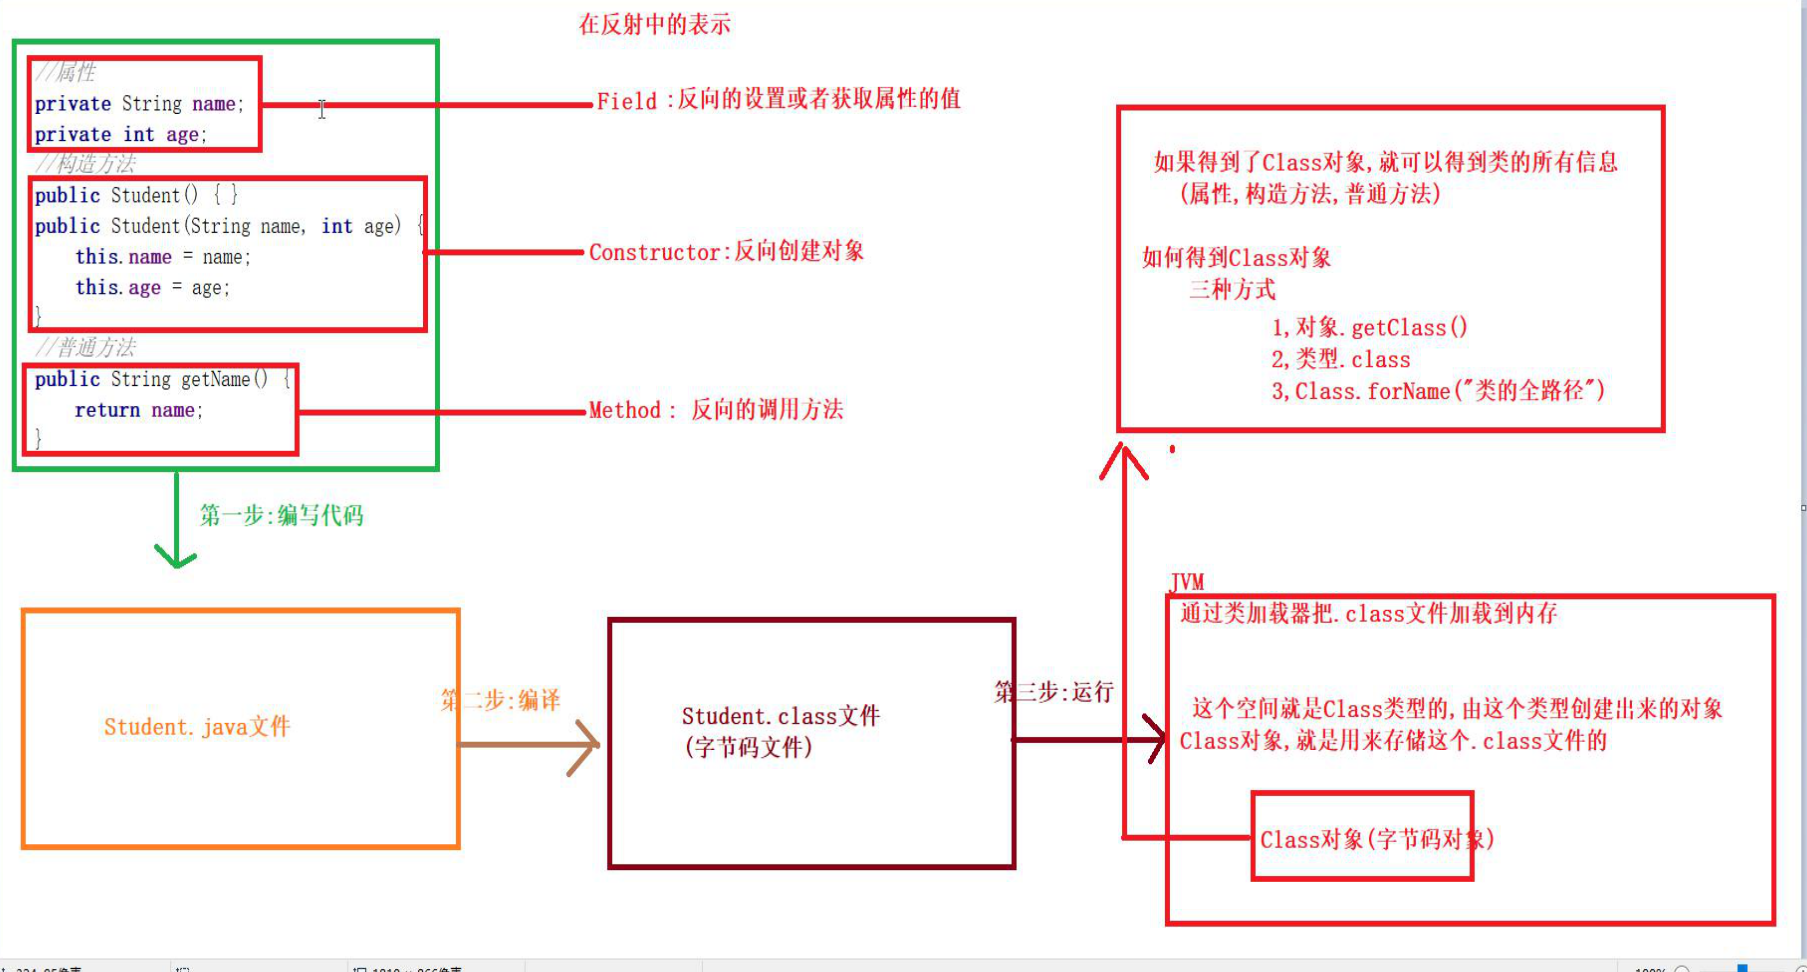 在反射中的表示
//属性
private String name;
private int age;
Field :反向的设置或者获取属性的值
//构造方法
public Student() { }
public Student(String name, int age) {
this.name = name;
this.age = age;
}
Constructor:反向创建对象
//普通方法
public String getName() {
return name;
}
Method: 反向的调用方法
如果得到了Class对象,就可以得到类的所有信息
(属性,构造方法,普通方法)
如何得到Class对象
三种方式
1,对象.getClass()
2,类型.class
3,Class.forName("类的全路径")
第一步:编写代码
Student.java文件
第二步:编译
Student.class文件
(字节码文件)
第三步:运行
JVM
通过类加载器把.class文件加载到内存
这个空间就是Class类型的,由这个类型创建出来的对象
Class对象,就是用来存储这个.class文件的
Class对象(字节码对象)